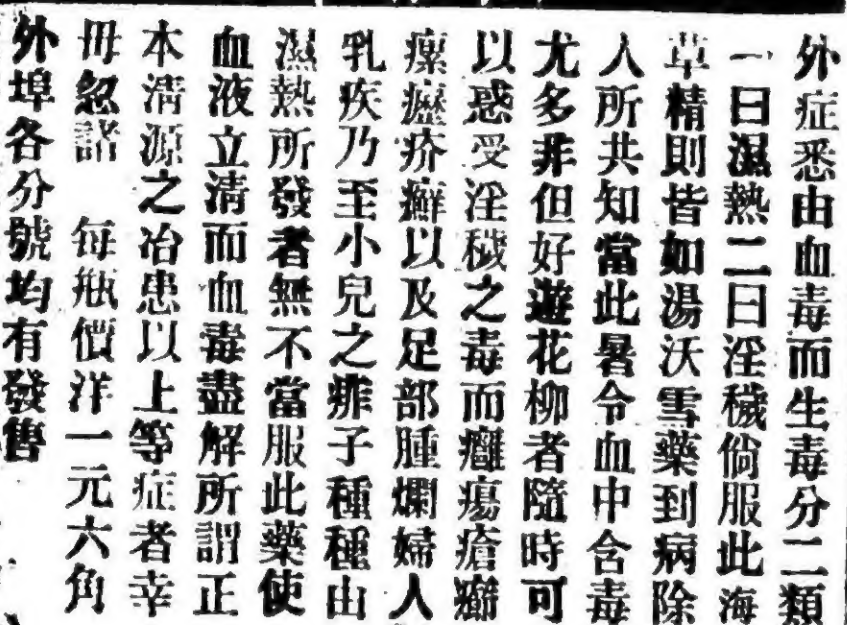 外症悉由血毒而生毒分二類
一曰濕熱二曰淫穢倘服此海
草精則皆如湯沃雪藥到病除
人所共知當此暑令血中含毒
尤多非但好遊花柳者隨時可
以惑受淫穢之毒而癰瘍瘡癤
瘰癧疥癬以及足部腫爛婦人
乳疾乃至小兒之痱子種種由
濕熱所發者無不當服此藥使
血液立清而血毒盡解所謂正
本清源之冶患以上等症者幸
毋忽諸 每瓶價洋一元六角
外埠各分號均有發售